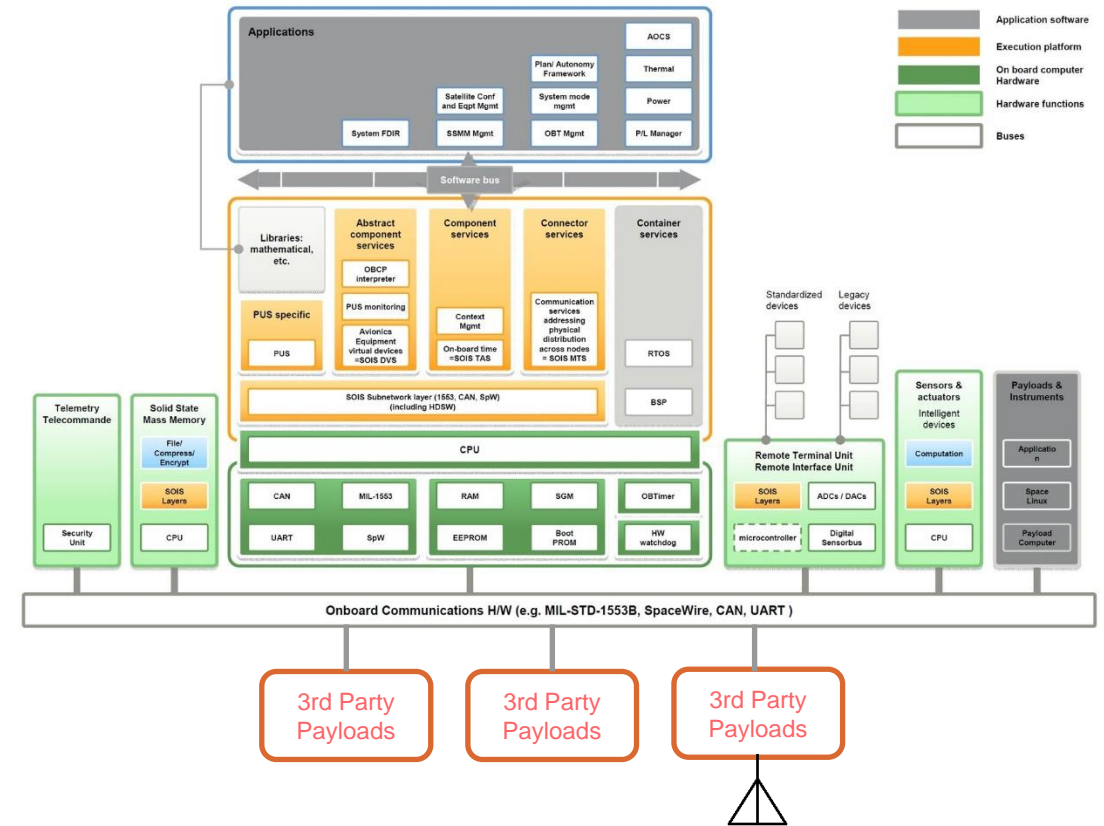 Applications
AOCS
Plan/ Autonomy
Framework
Thermal
Satellite Conf
and Eqpt Mgmt
System mode
mgmt
Power
System FDIR
SSMM Mgmt
OBT Mgmt
P/L Manager
Application software
Execution platform
On board computer
Hardware
Hardware functions
Buses
Software bus
Libraries:
mathematical,
etc.
Abstract
component
services
Component
services
Connector
services
Container
services
OBCP
interpreter
PUS monitoring
Avionics
Equipment
virtual devices
=SOIS DVS
PUS specific
PUS
Context
Mgmt
On-board time
=SOIS TAS
Communication
services
addressing
physical
distribution
across nodes
= SOIS MTS
RTOS
BSP
SOIS Subnetwork layer (1553, CAN, SpW)
(including HDSW)
CPU
CAN
MIL-1553
RAM
SGM
OBTimer
UART
SpW
EEPROM
Boot
PROM
HW
watchdog
Telemetry
Telecommande
Security
Unit
Solid State
Mass Memory
File/
Compress/
Encrypt
SOIS
Layers
CPU
Standardized
devices
Legacy
devices
Remote Terminal Unit
Remote Interface Unit
SOIS
Layers
ADCs / DACs
microcontroller
Digital
Sensorbus
Sensors &
actuators
Intelligent
devices
Computation
SOIS
Layers
CPU
Payloads &
Instruments
Applicatio
n
Space
Linux
Payload
Computer
Onboard Communications H/W (e.g. MIL-STD-1553B, SpaceWire, CAN, UART )
3rd Party
Payloads
3rd Party
Payloads
3rd Party
Payloads